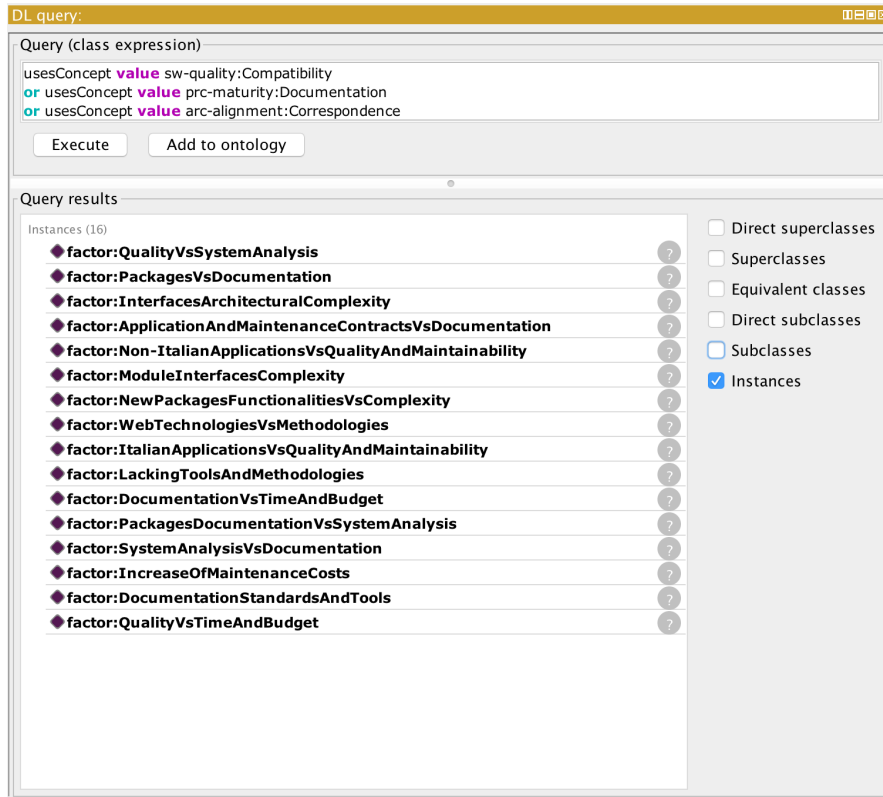 DL query:
Query (class expression)
usesConcept value sw-quality:Compatibility
or usesConcept value prc-maturity:Documentation
or usesConcept value arc-alignment:Correspondence
Execute
Add to ontology
Query results
Instances (16)
factor:QualityVsSystemAnalysis ?
factor:PackagesVsDocumentation ?
factor:InterfacesArchitecturalComplexity ?
factor:ApplicationAndMaintenanceContractsVsDocumentation ?
factor:Non-ItalianApplicationsVsQualityAndMaintainability ?
factor:ModuleInterfacesComplexity ?
factor:NewPackagesFunctionalitiesVsComplexity ?
factor:WebTechnologiesVsMethodologies ?
factor:ItalianApplicationsVsQualityAndMaintainability ?
factor:LackingToolsAndMethodologies ?
factor:DocumentationVsTimeAndBudget ?
factor:PackagesDocumentationVsSystemAnalysis ?
factor:SystemAnalysisVsDocumentation ?
factor:IncreaseOfMaintenanceCosts ?
factor:DocumentationStandardsAndTools ?
factor:QualityVsTimeAndBudget ?
Direct superclasses
Superclasses
Equivalent classes
Direct subclasses
Subclasses
Instances